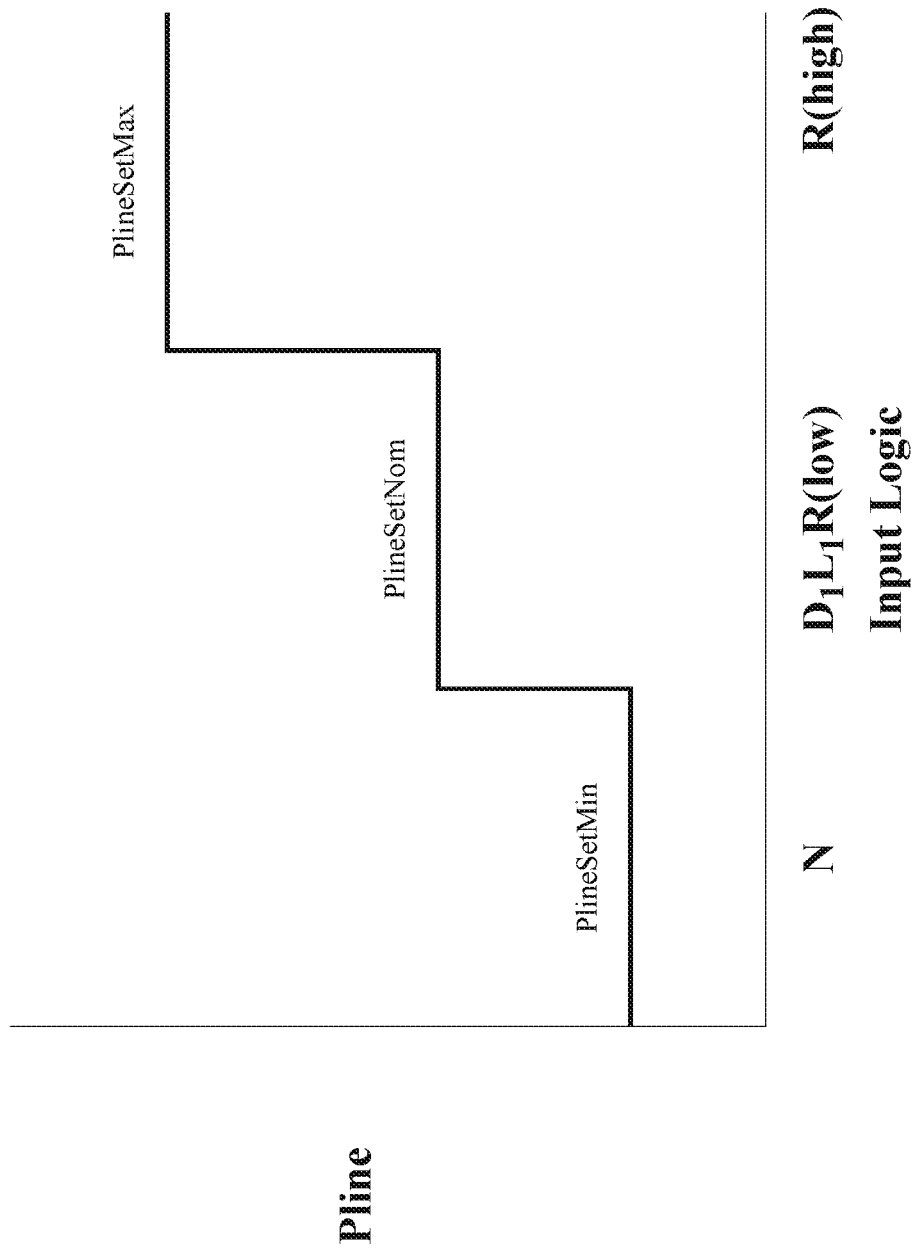 Pline
PlineSetMax
PlineSetNom
PlineSetMin
N
D₁L₁R(low)
R(high)
Input Logic